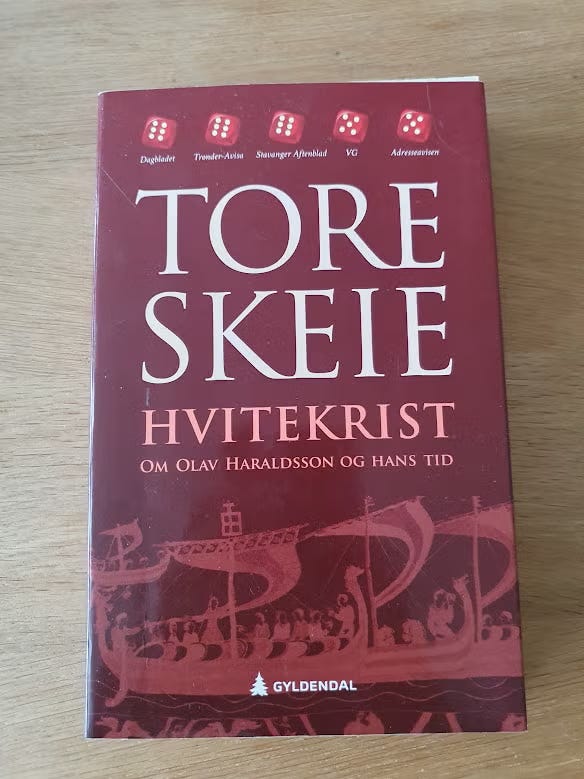 Dagbladet Trønder-Avisa Stavanger Aftenblad VG Adresseavisen
TORE
SKEIE
HVITEKRIST
OM OLAV HARALDSSON OG HANS TID
GYLDENDAL